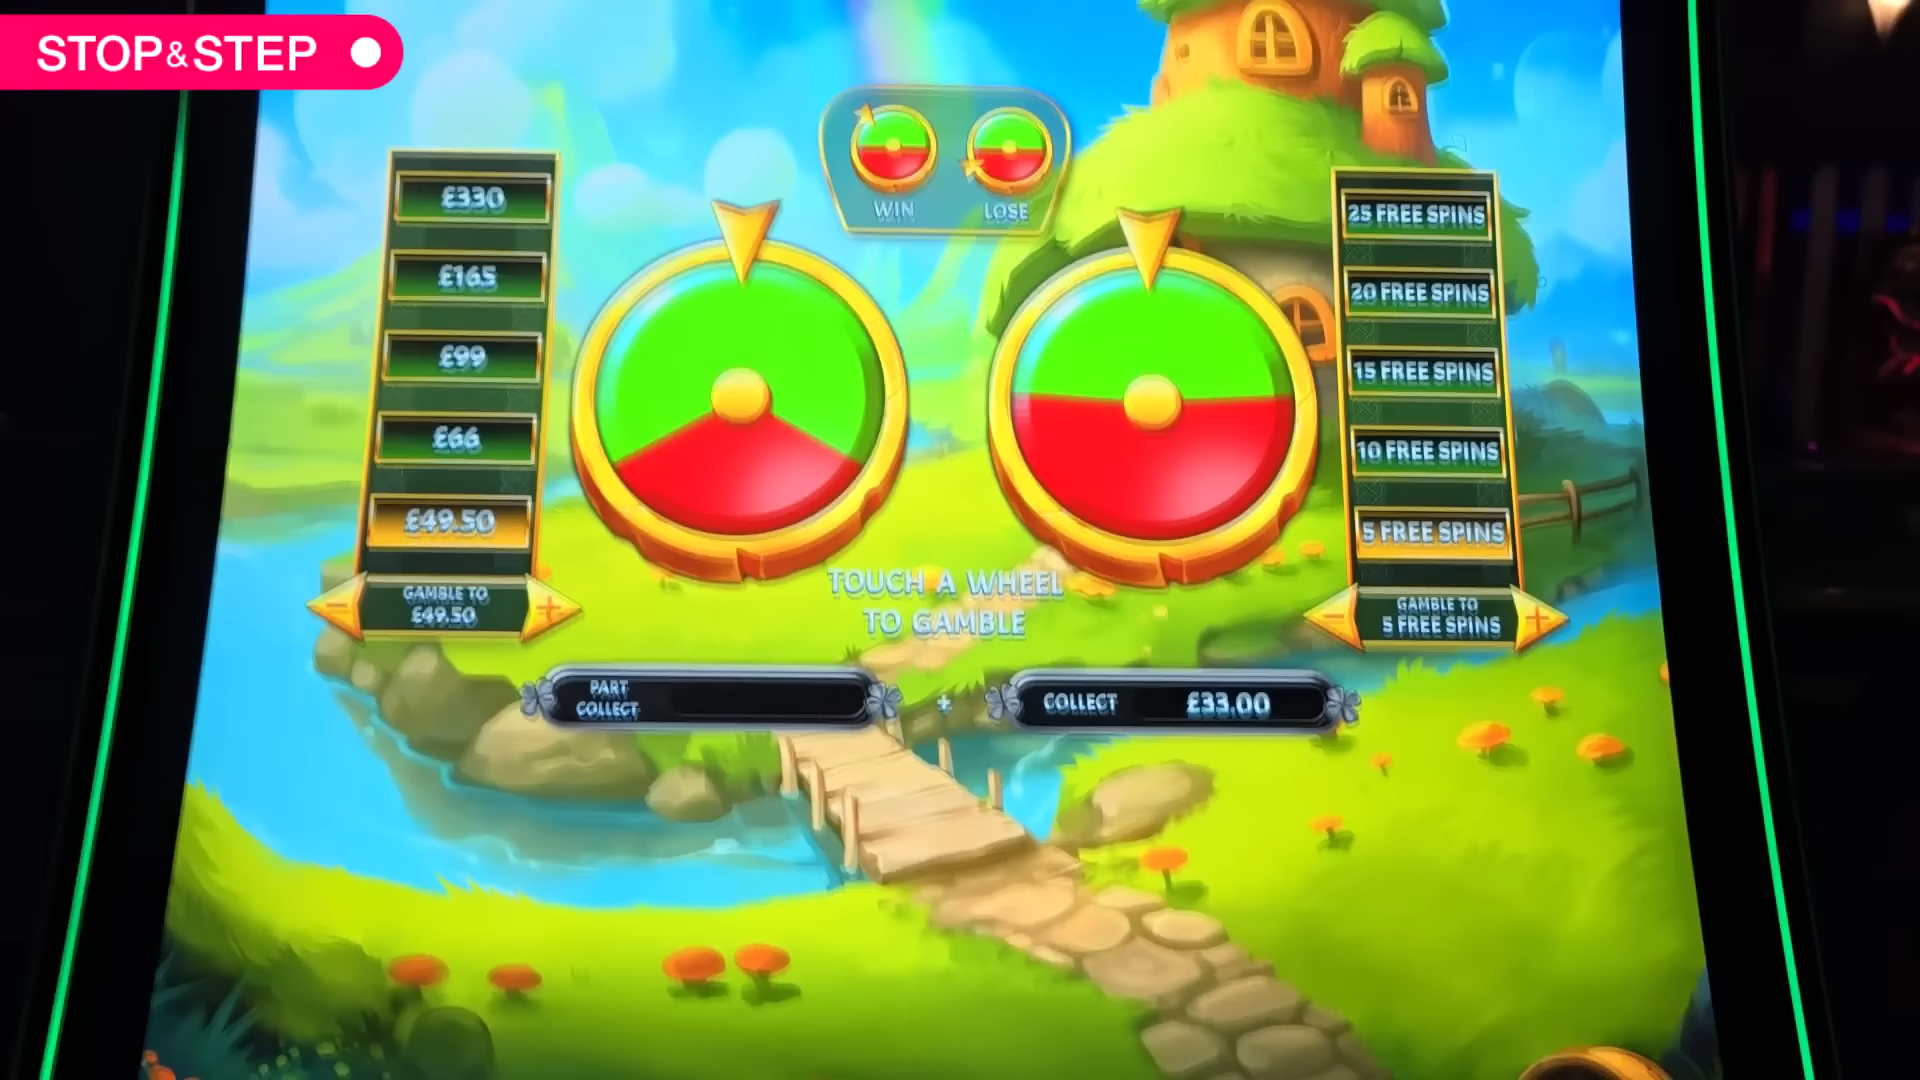 STOP&STEP
WIN
LOSE
£330
£165
£99
£66
£49.50
GAMBLE TO
£49.50
25 FREE SPINS
20 FREE SPINS
15 FREE SPINS
10 FREE SPINS
5 FREE SPINS
GAMBLE TO
5 FREE SPINS
TOUCH A WHEEL
TO GAMBLE
PART
COLLECT
+
COLLECT £33.00